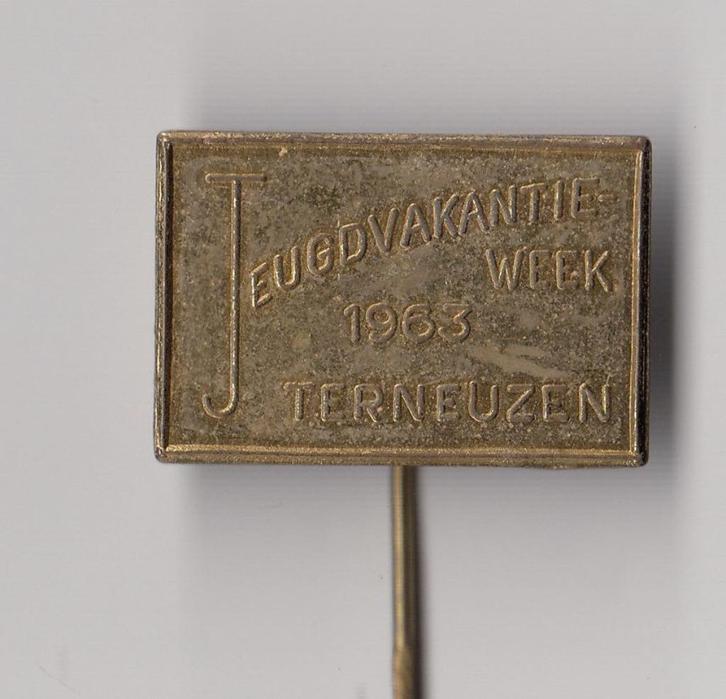 JEUGDVAKANTIE-
WEEK
1963
TERNEUZEN